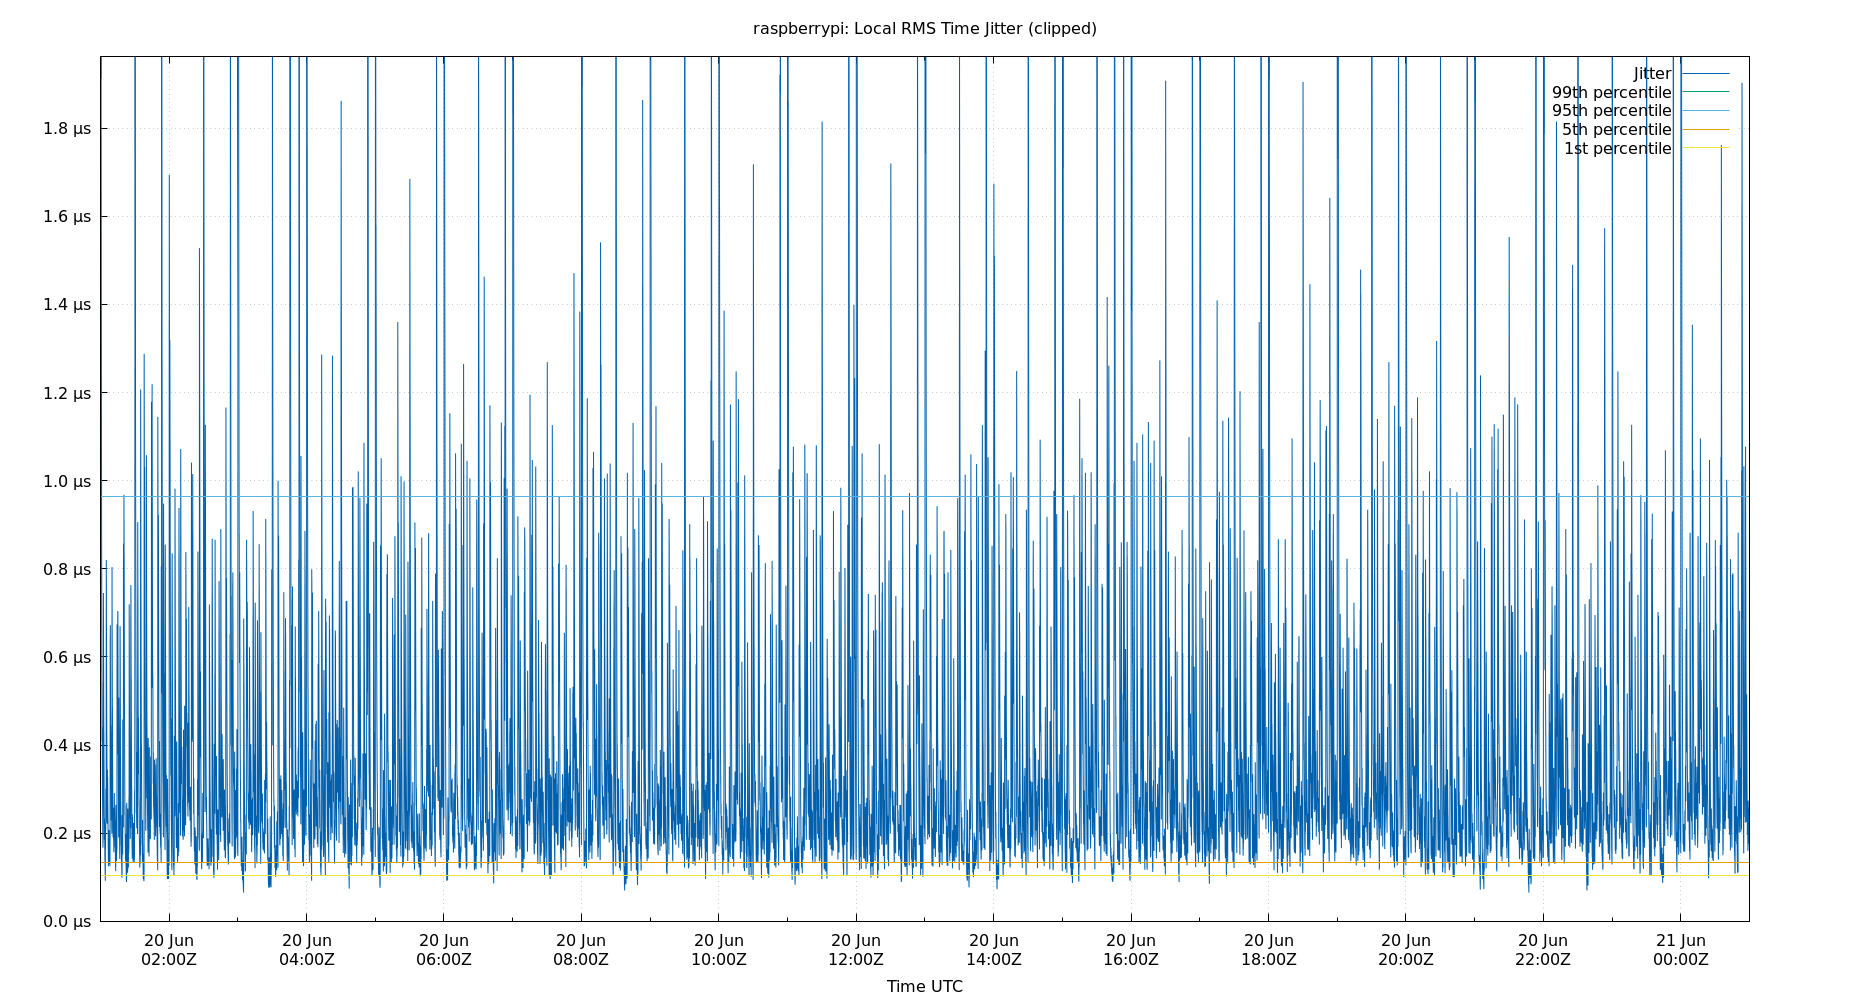 raspberrypi: Local RMS Time Jitter (clipped)
Jitter
99th percentile
95th percentile
5th percentile
1st percentile
1.8 µs
1.6 µs
1.4 µs
1.2 µs
1.0 µs
0.8 µs
0.6 µs
0.4 µs
0.2 µs
0.0 µs
20 Jun 20 Jun 20 Jun 20 Jun 20 Jun 20 Jun 20 Jun 20 Jun 20 Jun 20 Jun 20 Jun 21 Jun
02:00Z 04:00Z 06:00Z 08:00Z 10:00Z 12:00Z 14:00Z 16:00Z 18:00Z 20:00Z 22:00Z 00:00Z
Time UTC